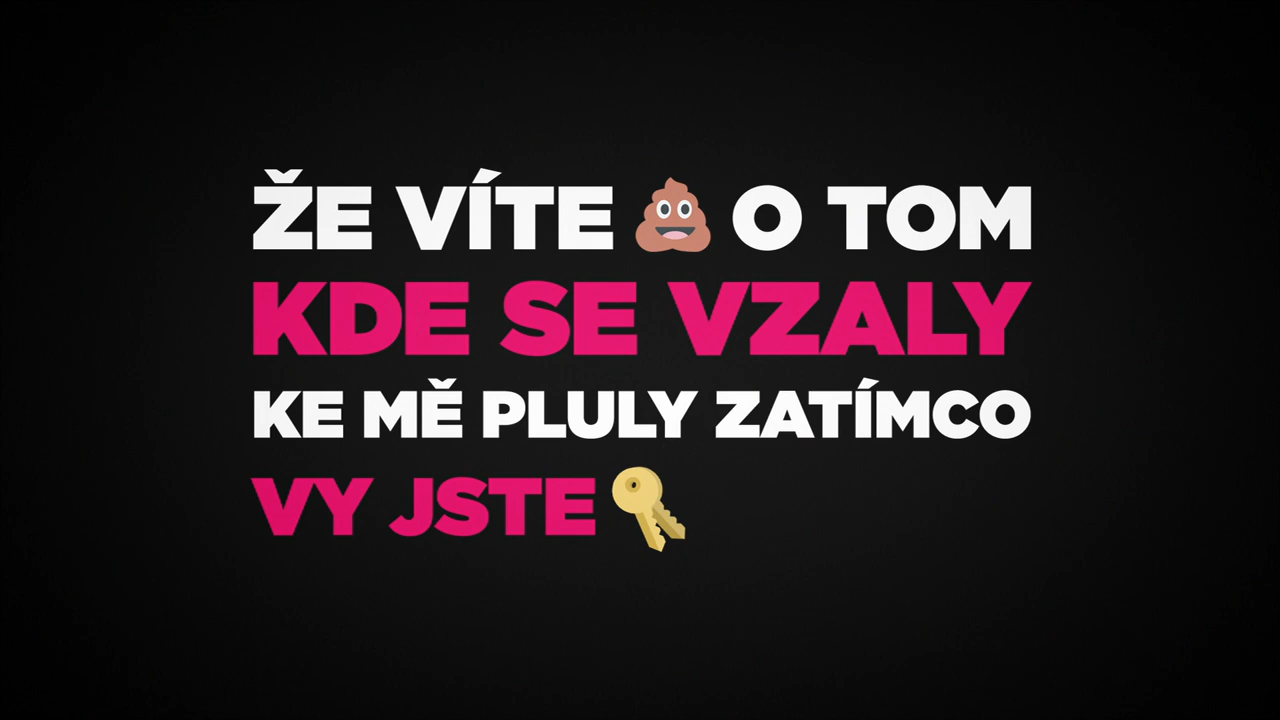 ŽE VÍTE 💩 O TOM
KDE SE VZALY
KE MĚ PLULY ZATÍMCO
VY JSTE 🔑